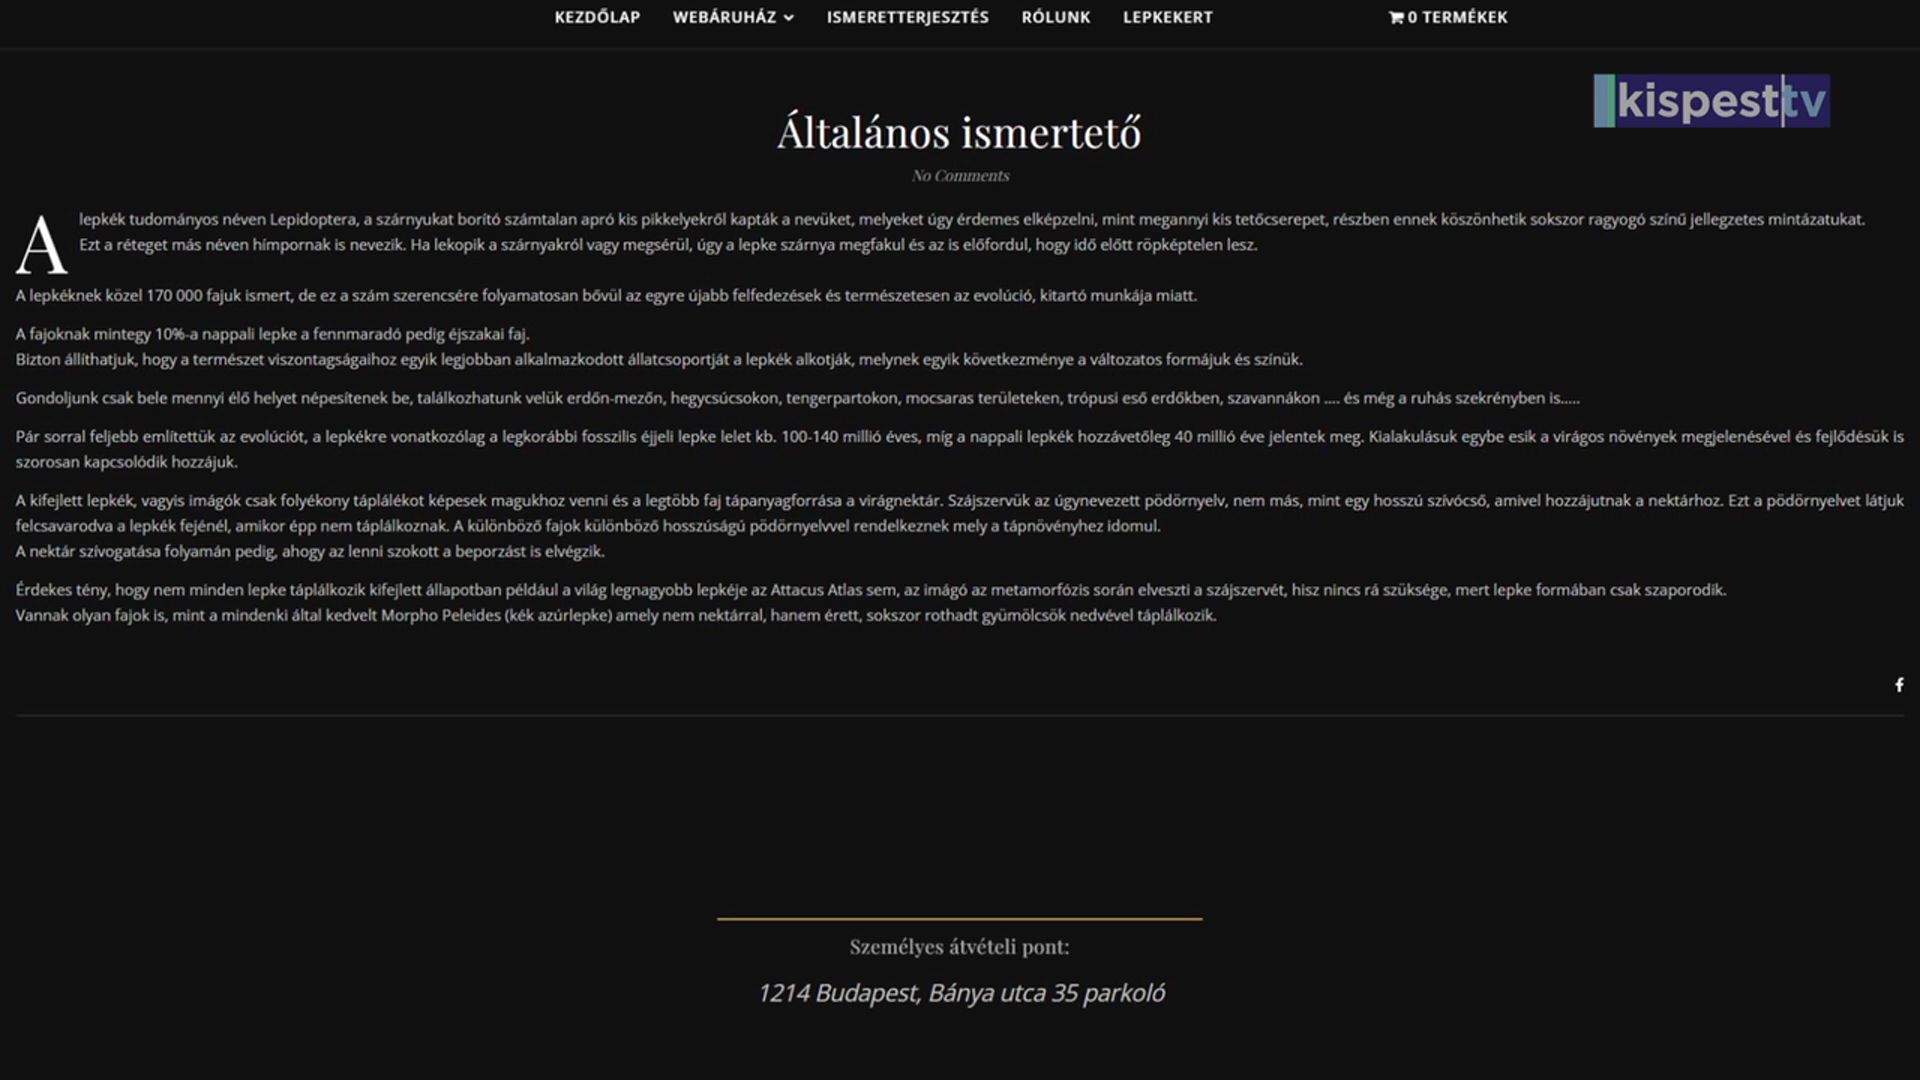 KEZDŐLAP WEBÁRUHÁZ ISMERETTERJESZTÉS RÓLUNK LEPKEKERT 0 TERMÉKEK
kispesttv
Általános ismertető
No Comments
A lepkék tudományos néven Lepidoptera, a szárnyukat borító számtalan apró kis pikkelyekről kapták a nevüket, melyeket úgy érdemes elképzelni, mint megannyi kis tetőcserepet, részben ennek köszönhetik sokszor ragyogó színű jellegzetes mintázatukat.
Ezt a réteget más néven hímpornak is nevezik. Ha lekopik a szárnyakról vagy megsérül, úgy a lepke szárnya megfakul és az is előfordul, hogy idő előtt röpképtelen lesz.
A lepkéknek közel 170 000 fajuk ismert, de ez a szám szerencsére folyamatosan bővül az egyre újabb felfedezések és természetesen az evolúció, kitartó munkája miatt.
A fajoknak mintegy 10%-a nappali lepke a fennmaradó pedig éjszakai faj.
Bizton állíthatjuk, hogy a természet viszontagságaihoz egyik legjobban alkalmazkodott állatcsoportját a lepkék alkotják, melynek egyik következménye a változatos formájuk és színük.
Gondoljunk csak bele mennyi élő helyet népesítenek be, találkozhatunk velük erdőn-mezőn, hegycsúcsokon, tengerpartokon, mocsaras területeken, trópusi eső erdőkben, szavannákon .... és még a ruhás szekrényben is.....
Pár sorral feljebb említettük az evolúciót, a lepkékre vonatkozólag a legkorábbi fosszilis éjjeli lepke lelet kb. 100-140 millió éves, míg a nappali lepkék hozzávetőleg 40 millió éve jelentek meg. Kialakulásuk egybe esik a virágos növények megjelenésével és fejlődésük is
szorosan kapcsolódik hozzájuk.
A kifejlett lepkék, vagyis imágók csak folyékony táplálékot képesek magukhoz venni és a legtöbb faj tápanyagforrása a virágnektár. Szájszervük az úgynevezett pödörnyelv, nem más, mint egy hosszú szívócső, amivel hozzájutnak a nektárhoz. Ezt a pödörnyelvet látjuk
felcsavarodva a lepkék fejénél, amikor épp nem táplálkoznak. A különböző fajok különböző hosszúságú pödörnyelvvel rendelkeznek mely a tápnövényhez idomul.
A nektár szívogatása folyamán pedig, ahogy az lenni szokott a beporzást is elvégzik.
Érdekes tény, hogy nem minden lepke táplálkozik kifejlett állapotban például a világ legnagyobb lepkéje az Attacus Atlas sem, az imágó az metamorfózis során elveszti a szájszervét, hisz nincs rá szüksége, mert lepke formában csak szaporodik.
Vannak olyan fajok is, mint a mindenki által kedvelt Morpho Peleides (kék azúrlepke) amely nem nektárral, hanem érett, sokszor rothadt gyümölcsök nedvével táplálkozik.
Személyes átvételi pont:
1214 Budapest, Bánya utca 35 parkoló